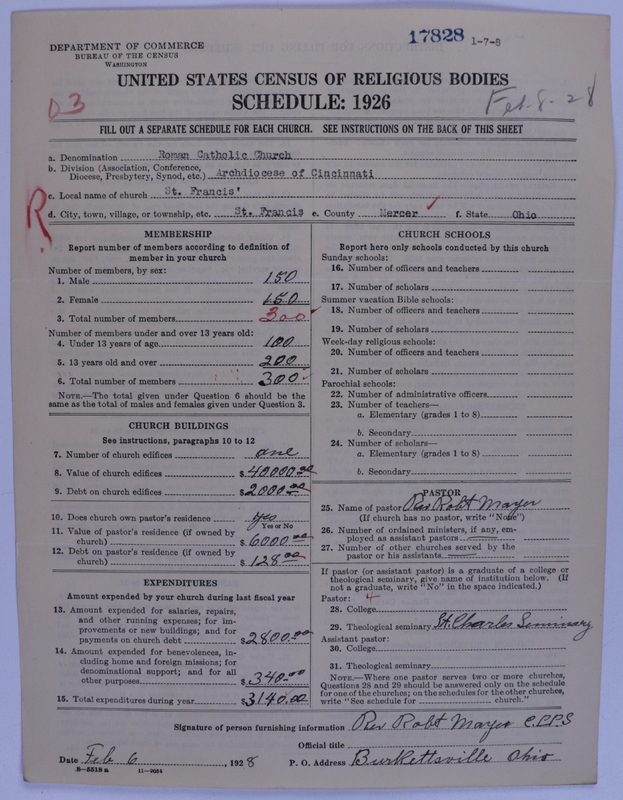 17828 1-7-8
DEPARTMENT OF COMMERCE
BUREAU OF THE CENSUS
WASHINGTON
UNITED STATES CENSUS OF RELIGIOUS BODIES
D3
SCHEDULE: 1926
Feb. 8-28
FILL OUT A SEPARATE SCHEDULE FOR EACH CHURCH. SEE INSTRUCTIONS ON THE BACK OF THIS SHEET
a. Denomination Roman Catholic Church
b. Division (Association, Conference, Diocese, Presbytery, Synod, etc.) Archdiocese of Cincinnati
R
c. Local name of church St. Francis'
d. City, town, village, or township, etc. St. Francis e. County Mercer f. State Ohio
MEMBERSHIP
Report number of members according to definition of
member in your church
Number of members, by sex:
1. Male 150
2. Female 150
3. Total number of members 300
Number of members under and over 13 years old:
4. Under 13 years of age 100
5. 13 years old and over 200
6. Total number of members 300
NOTE.—The total given under Question 6 should be the
same as the total of males and females given under Question 3.
CHURCH BUILDINGS
See instructions, paragraphs 10 to 12
7. Number of church edifices one
8. Value of church edifices $40000.00
9. Debt on church edifices $2000.00
10. Does church own pastor's residence yes
Yes or No
11. Value of pastor's residence (if owned by
church) $6000.00
12. Debt on pastor's residence (if owned by
church) $128.00
EXPENDITURES
Amount expended by your church during last fiscal year
13. Amount expended for salaries, repairs,
and other running expenses; for im-
provements or new buildings; and for
payments on church debt $2800.00
14. Amount expended for benevolences, in-
cluding home and foreign missions; for
denominational support; and for all
other purposes $340.00
15. Total expenditures during year $3140.00
CHURCH SCHOOLS
Report here only schools conducted by this church
Sunday schools:
16. Number of officers and teachers
17. Number of scholars
Summer vacation Bible schools:
18. Number of officers and teachers
19. Number of scholars
Week-day religious schools:
20. Number of officers and teachers
21. Number of scholars
Parochial schools:
22. Number of administrative officers
23. Number of teachers—
a. Elementary (grades 1 to 8)
b. Secondary
24. Number of scholars—
a. Elementary (grades 1 to 8)
b. Secondary
PASTOR
25. Name of pastor Rev Robt Mayer
(If church has no pastor, write "None")
26. Number of ordained ministers, if any, em-
ployed as assistant pastors
27. Number of other churches served by the
pastor or his assistants
If pastor (or assistant pastor) is a graduate of a college or
theological seminary, give name of institution below. (If
not a graduate, write "No" in the space indicated.)
Pastor: 4
28. College
29. Theological seminary St. Charles Seminary
Assistant pastor:
30. College
31. Theological seminary
NOTE.—Where one pastor serves two or more churches,
Questions 28 and 29 should be answered only on the schedule
for one of the churches; on the schedules for the other churches,
write "See schedule for church."
Signature of person furnishing information Rev Robt Mayer C.PP.S
Official title
Date Feb 6, 1928 P. O. Address Burkettsville Ohio
B-5518 a 11-9034